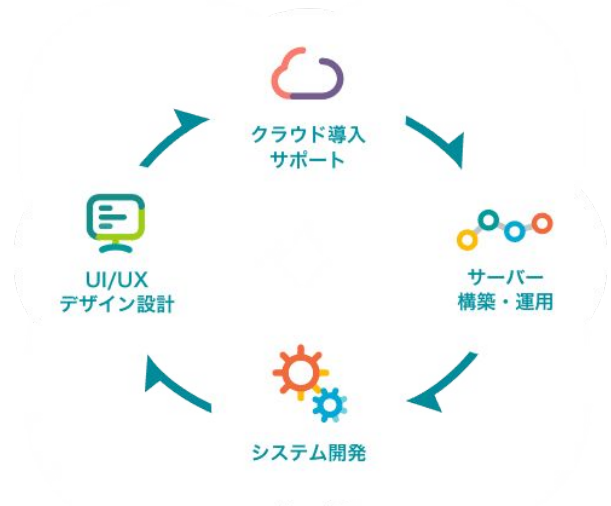 クラウド導入
サポート
サーバー
構築・運用
システム開発
UI/UX
デザイン設計